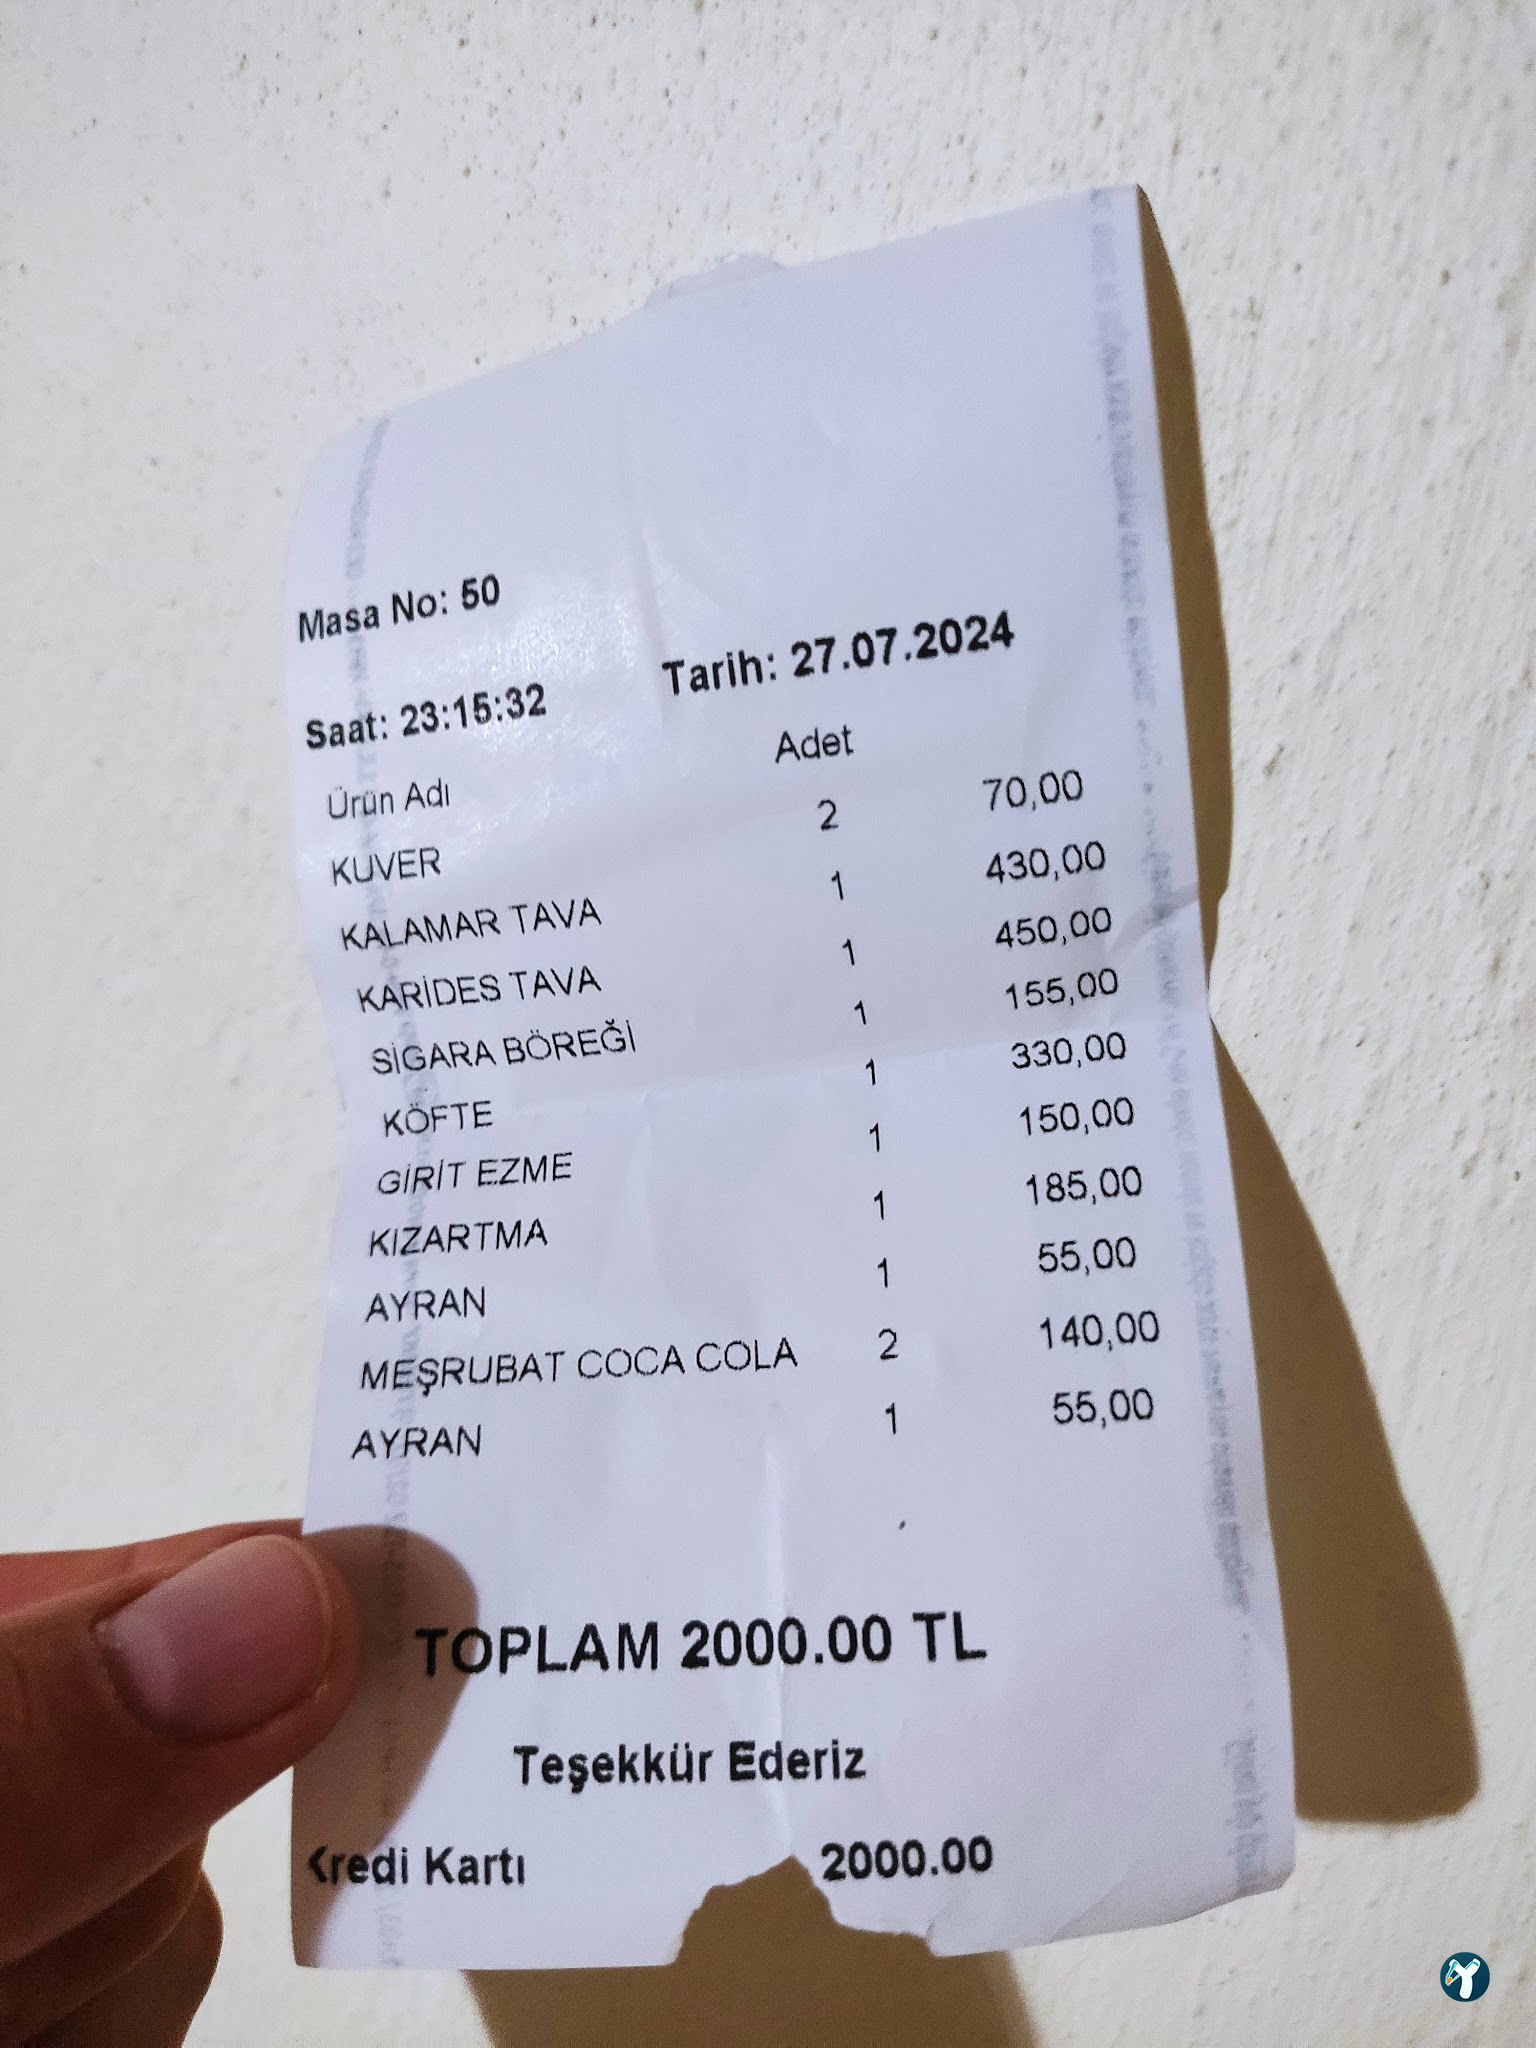 Masa No: 50
Saat: 23:15:32 Tarih: 27.07.2024
Ürün Adı Adet
KUVER 2 70,00
KALAMAR TAVA 1 430,00
KARİDES TAVA 1 450,00
SİGARA BÖREĞİ 1 155,00
KÖFTE 1 330,00
GİRİT EZME 1 150,00
KIZARTMA 1 185,00
AYRAN 1 55,00
MEŞRUBAT COCA COLA 2 140,00
AYRAN 1 55,00
TOPLAM 2000.00 TL
Teşekkür Ederiz
Kredi Kartı 2000.00